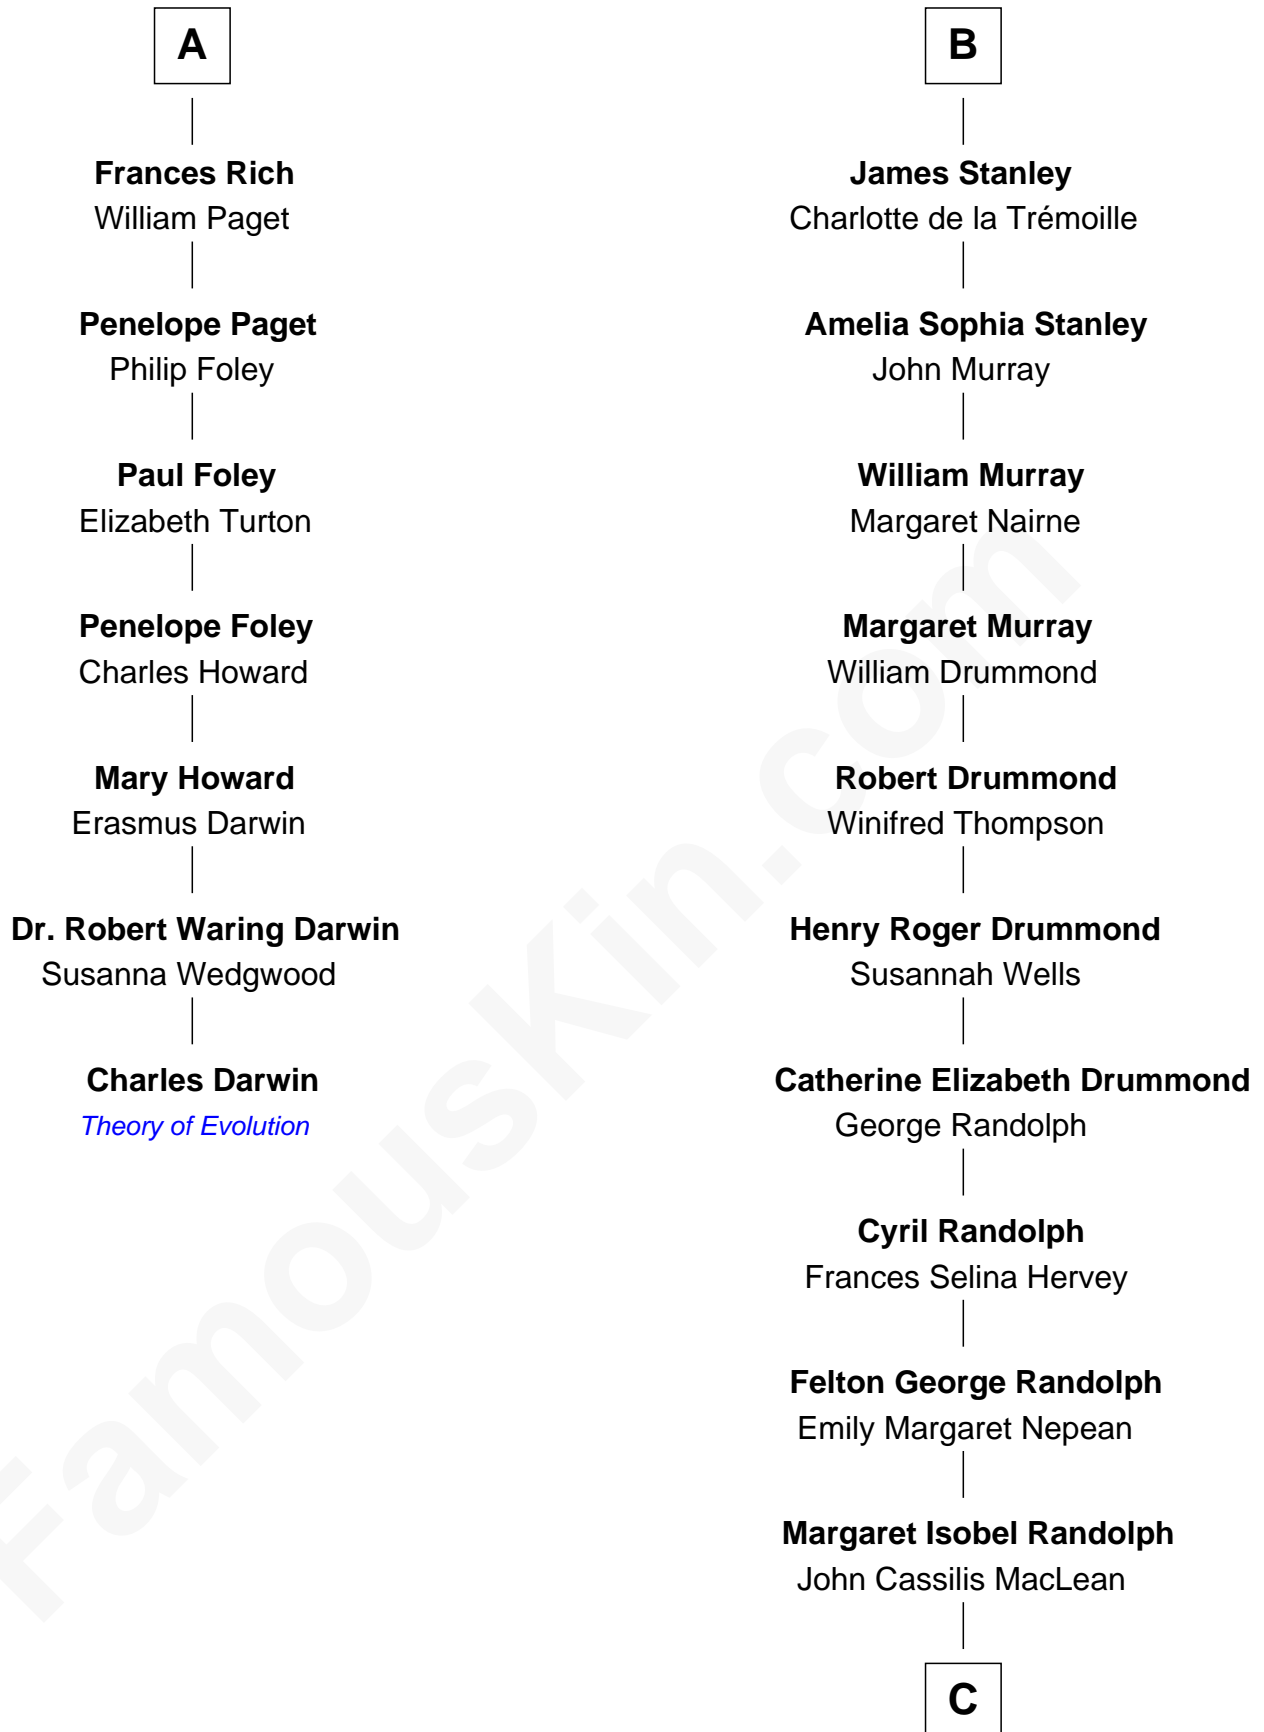 A
Frances Rich
William Paget
Penelope Paget
Philip Foley
Paul Foley
Elizabeth Turton
Penelope Foley
Charles Howard
Mary Howard
Erasmus Darwin
Dr. Robert Waring Darwin
Susanna Wedgwood
Charles Darwin
Theory of Evolution
B
James Stanley
Charlotte de la Trémoille
Amelia Sophia Stanley
John Murray
William Murray
Margaret Nairne
Margaret Murray
William Drummond
Robert Drummond
Winifred Thompson
Henry Roger Drummond
Susannah Wells
Catherine Elizabeth Drummond
George Randolph
Cyril Randolph
Frances Selina Hervey
Felton George Randolph
Emily Margaret Nepean
Margaret Isobel Randolph
John Cassilis MacLean
C
FamousKin.com